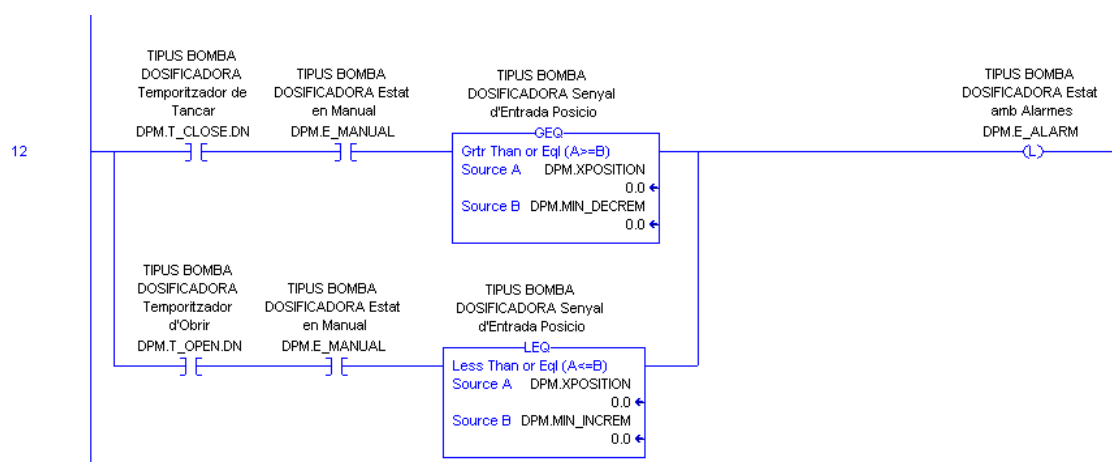 TIPUS BOMBA
DOSIFICADORA
Temporitzador de
Tancar
DPM.T_CLOSE.DN
TIPUS BOMBA
DOSIFICADORA Estat
en Manual
DPM.E_MANUAL
TIPUS BOMBA
DOSIFICADORA Senyal
d'Entrada Posicio
GEQ
Grtr Than or Eql (A>=B)
Source A DPM.XPOSITION
0.0
Source B DPM.MIN_DECREM
0.0
TIPUS BOMBA
DOSIFICADORA Estat
amb Alarmes
DPM.E_ALARM
L
12
TIPUS BOMBA
DOSIFICADORA
Temporitzador
d'Obrir
DPM.T_OPEN.DN
TIPUS BOMBA
DOSIFICADORA Estat
en Manual
DPM.E_MANUAL
TIPUS BOMBA
DOSIFICADORA Senyal
d'Entrada Posicio
LEQ
Less Than or Eql (A<=B)
Source A DPM.XPOSITION
0.0
Source B DPM.MIN_INCREM
0.0